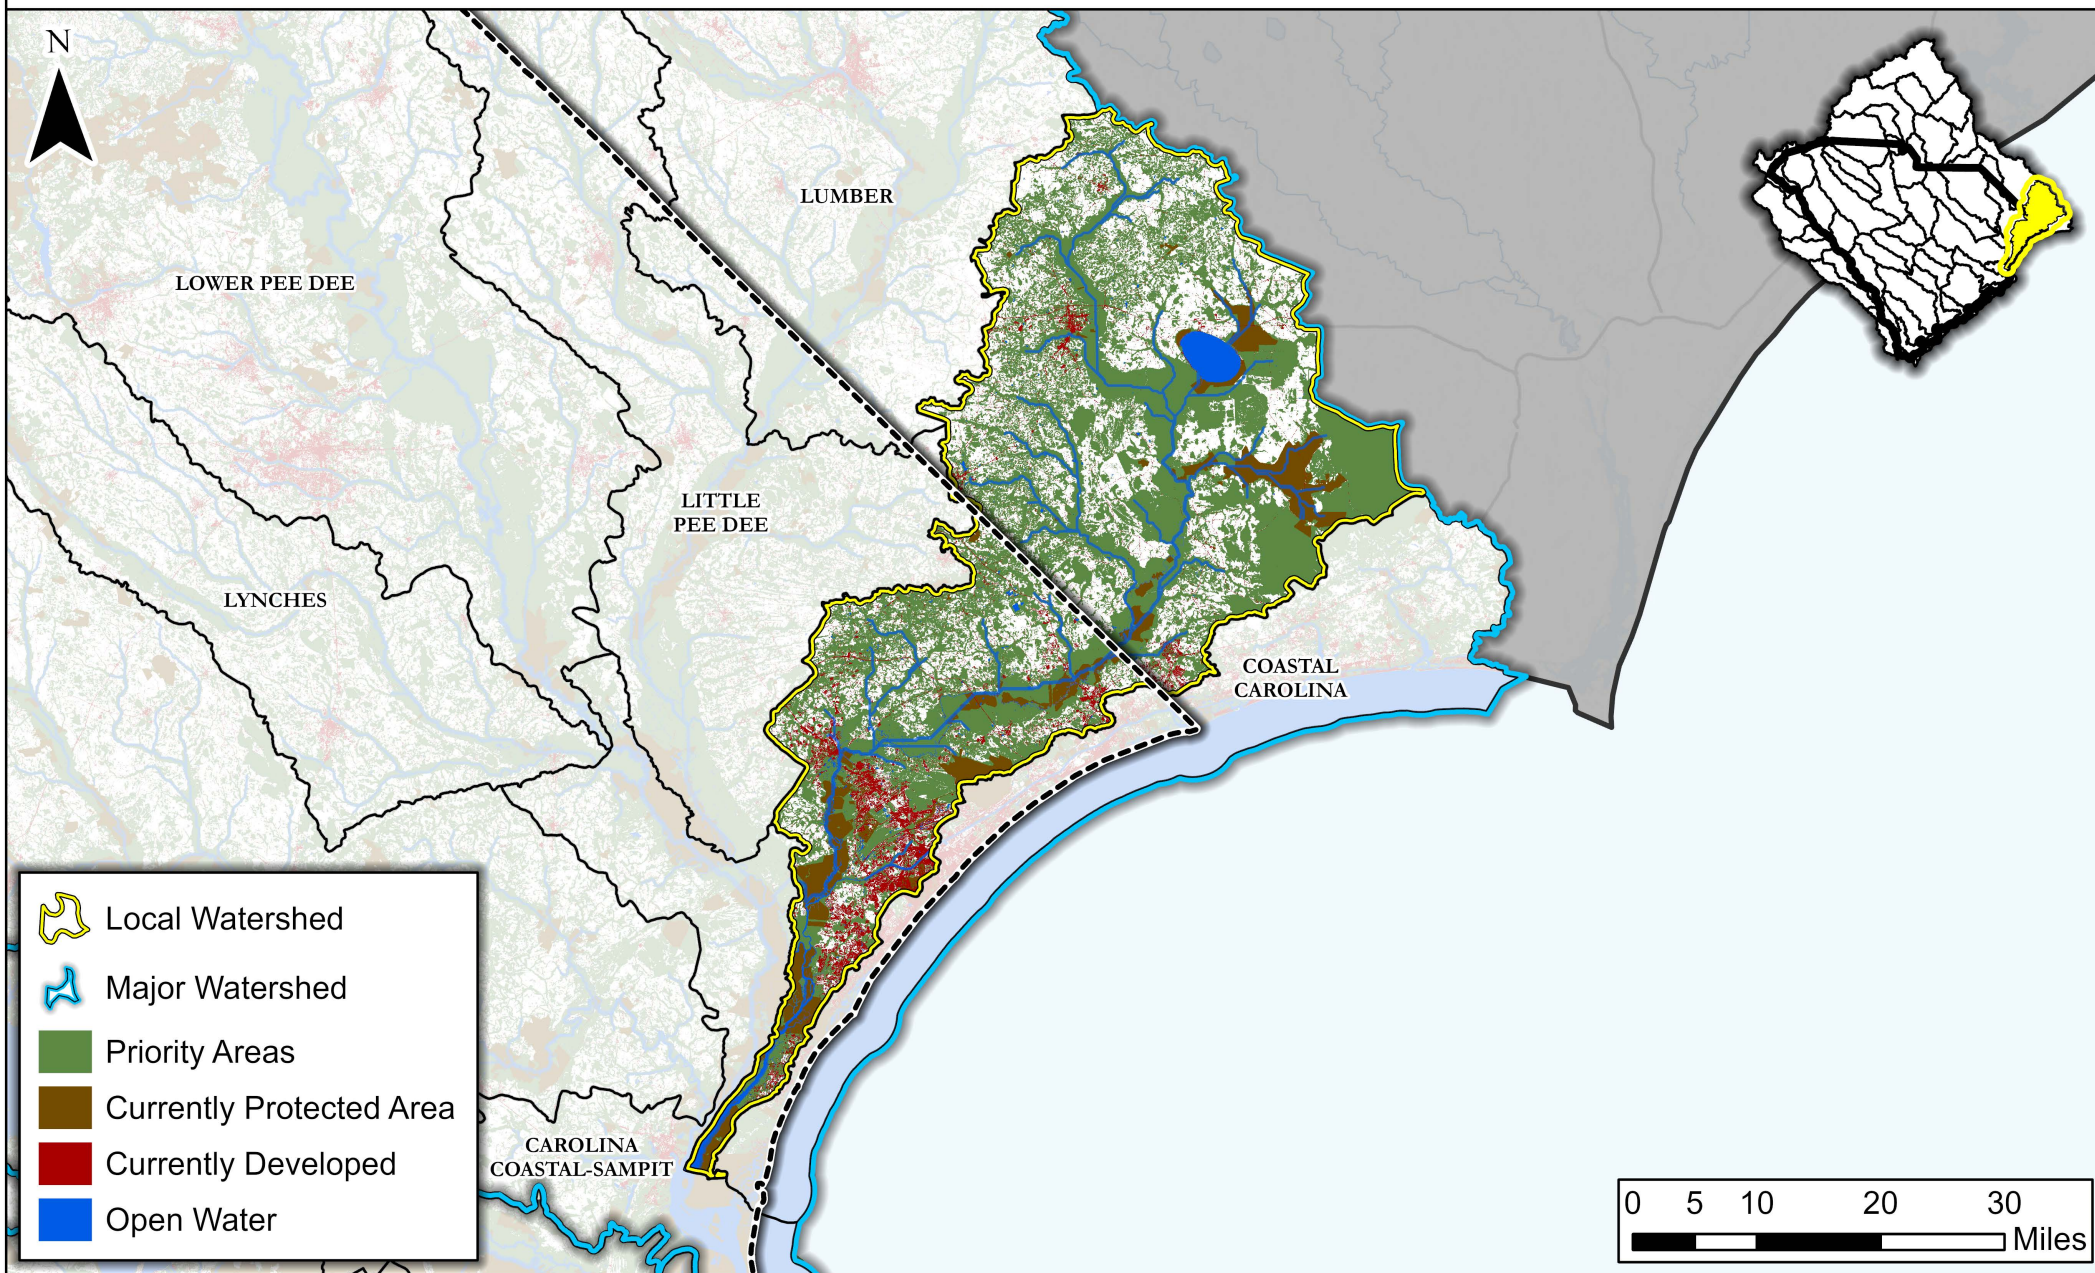 N
LUMBER
LOWER PEE DEE
LITTLE
PEE DEE
LYNCHES
COASTAL
CAROLINA
CAROLINA
COASTAL-SAMPIT
Local Watershed
Major Watershed
Priority Areas
Currently Protected Area
Currently Developed
Open Water
0 5 10 20 30
Miles